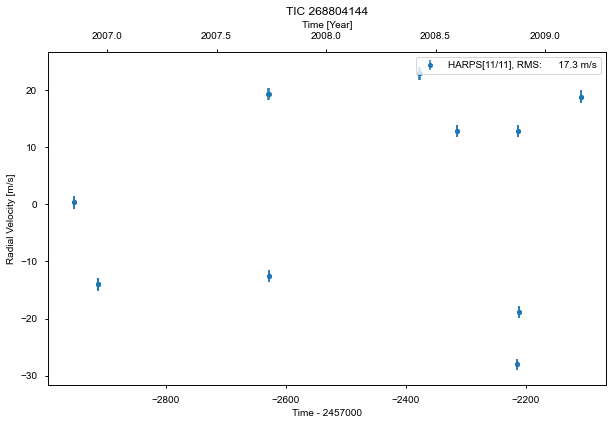 TIC 268804144
Time [Year]
2007.0 2007.5 2008.0 2008.5 2009.0
HARPS[11/11], RMS: 17.3 m/s
Radial Velocity [m/s]
20
10
0
−10
−20
−30
−2800 −2600 −2400 −2200
Time - 2457000